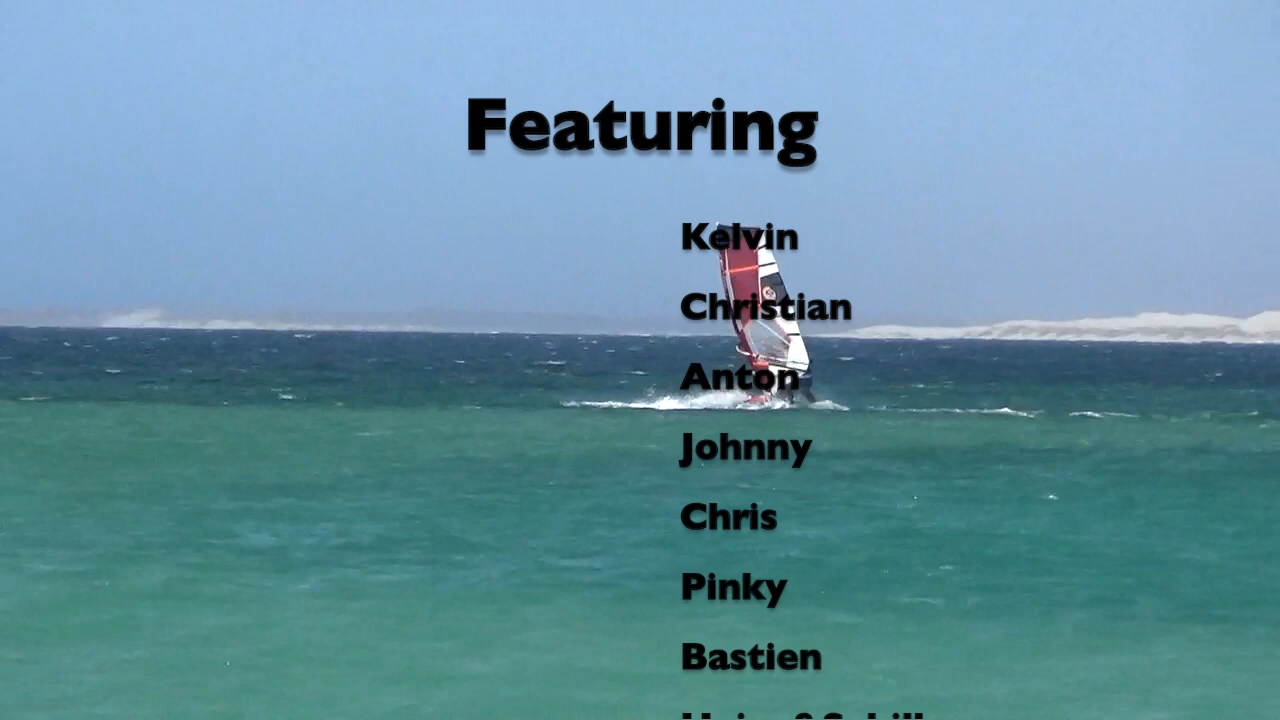 Featuring
Kelvin
Christian
Anton
Johnny
Chris
Pinky
Bastien